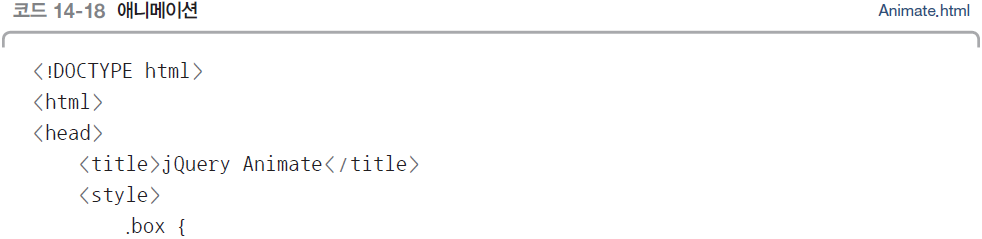 코드 14-18 애니메이션 Animate.html
<!DOCTYPE html>
<html>
<head>
    <title>jQuery Animate</title>
    <style>
        .box {